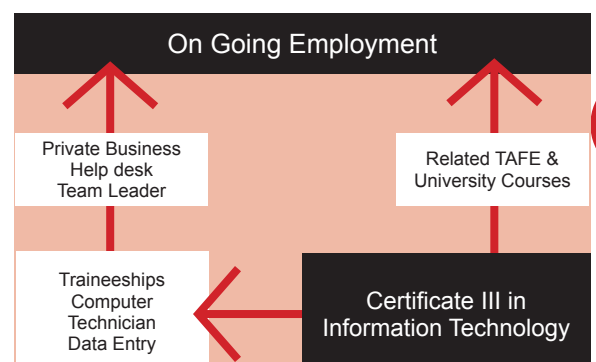 On Going Employment
Private Business
Help desk
Team Leader
Related TAFE &
University Courses
Traineeships
Computer
Technician
Data Entry
Certificate III in
Information Technology